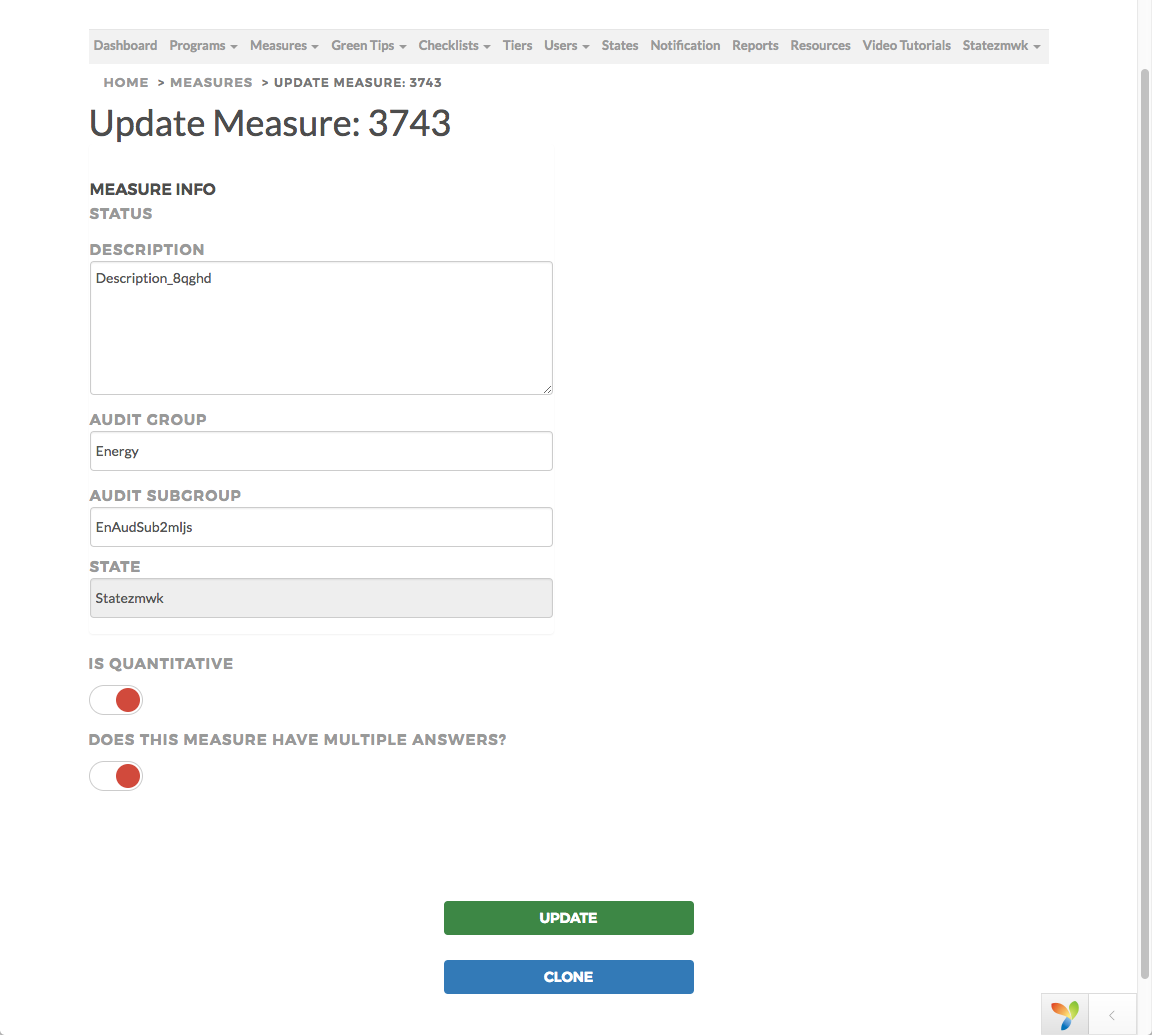 Dashboard Programs Measures Green Tips Checklists Tiers Users States Notification Reports Resources Video Tutorials Statezmwk
HOME > MEASURES > UPDATE MEASURE: 3743
Update Measure: 3743
MEASURE INFO
STATUS
DESCRIPTION
Description_8qghd
AUDIT GROUP
Energy
AUDIT SUBGROUP
EnAudSub2mljs
STATE
Statezmwk
IS QUANTITATIVE
DOES THIS MEASURE HAVE MULTIPLE ANSWERS?
UPDATE
CLONE